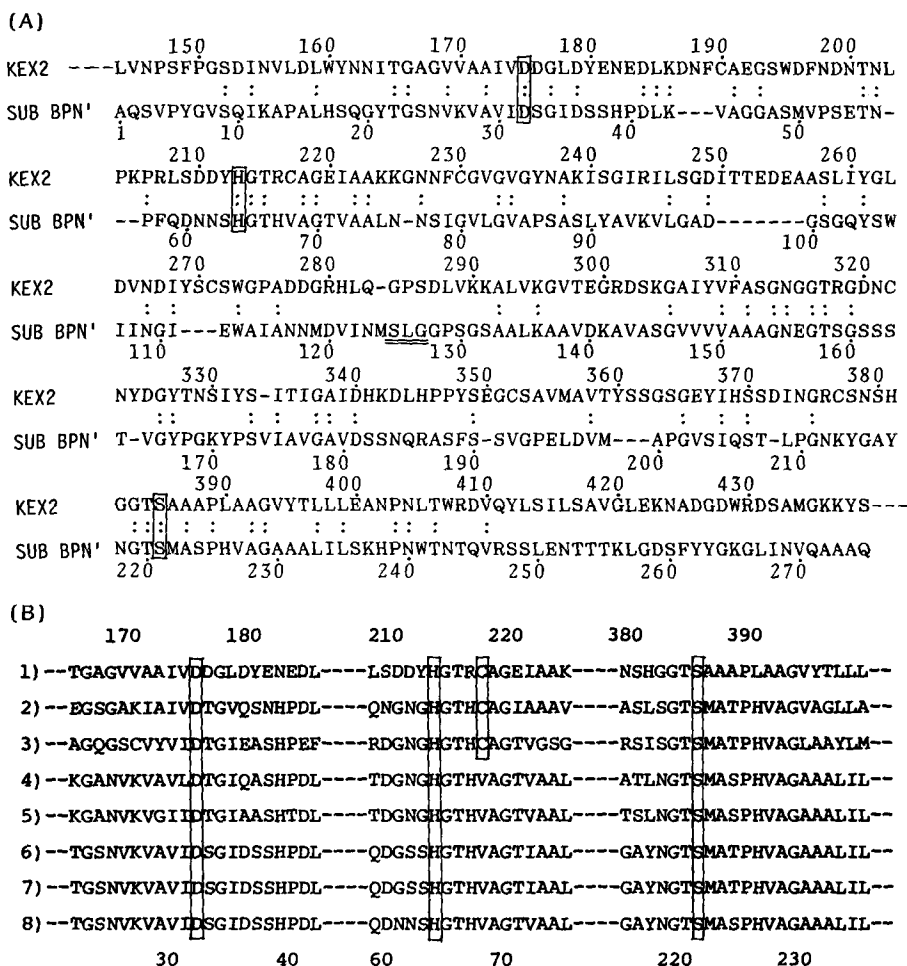 (A)
150 160 170 180 190 200
KEX2 ----LVNPSFPGSDINVLDLWYNNITGAGVVAAIVDDGLDYENEDLKDNFCAEGSWDFNDNTNL
SUB BPN' AQSVPYGVSQIKAPALHSQGYTGSNVKVAVIDSGIDSSHPDLK---VAGGASMVPSETN-
1 10 20 30 40 50
210 220 230 240 250 260
KEX2 PKPRLSDDYHGTRCAGEIAAKKGNNFCGVGVGYNAKISGIRILSGDITTEDEAASLIYGL
SUB BPN' --PFQDNNSHGTHVAGTVAALN-NSIGVLGVAPSASLYAVKVLGAD-------GSGQYSW
60 70 80 90 100
270 280 290 300 310 320
KEX2 DVNDIYSCSWGPADDGRHLQ-GPSDLVKKALVKGVTEGRDSKGAIYVFASGNGGTRGDNC
SUB BPN' IINGI---EWAIANNMDVINMSLGGPSGSAALKAAVDKAVASGVVVVAAAGNEGTSGSSS
110 120 130 140 150 160
330 340 350 360 370 380
KEX2 NYDGYTNSIYS-ITIGAIDHKDLHPPYSEGCSAVMAVTYSSGSGEYIHSSDINGRCSNSH
SUB BPN' T-VGYPGKYPSVIAVGAVDSSNQRASFS-SVGPELDVM---APGVSIQST-LPGNKYGAY
170 180 190 200 210
390 400 410 420 430
KEX2 GGTSAAAPLAAGVYTLLLEANPNLTWRDVQYLSILSAVGLEKNADGDWRDSAMGKKYS---
SUB BPN' NGTSMASPHVAGAAALILSKHPNWTNTQVRSSLENTTTKLGDSFYYGKGLINVQAAAQ
220 230 240 250 260 270
(B)
170 180 210 220 380 390
1) --TGAGVVAAIVDDGLDYENEDL----LSDDYHGTRCAGEIAAK----NSHGGTSAAAPLAAGVYTLLL--
2) --EGSGAKIAIVDTGVQSNHPDL----QNGNGHGTHCAGIAAAV----ASLSGTSMATPHVAGVAGLLA--
3) --AGQGSCVYVIDTGIEASHPEF----RDGNGHGTHCAGTVGSG----RSISGTSMATPHVAGLAAYLM--
4) --KGANVKVAVLDTGIQASHPDL----TDGNGHGTHVAGTVAAL----ATLNGTSMASPHVAGAAALIL--
5) --KGANVKVGIIDTGIAASHTDL----TDGNGHGTHVAGTVAAL----TSLNGTSMASPHVAGAAALIL--
6) --TGSNVKVAVIDSGIDSSHPDL----QDGSSHGTHVAGTIAAL----GAYNGTSMATPHVAGAAALIL--
7) --TGSNVKVAVIDSGIDSSHPDL----QDGSSHGTHVAGTIAAL----GAYNGTSMATPHVAGAAALIL--
8) --TGSNVKVAVIDSGIDSSHPDL----QDNNSHGTHVAGTVAAL----GAYNGTSMASPHVAGAAALIL--
30 40 60 70 220 230